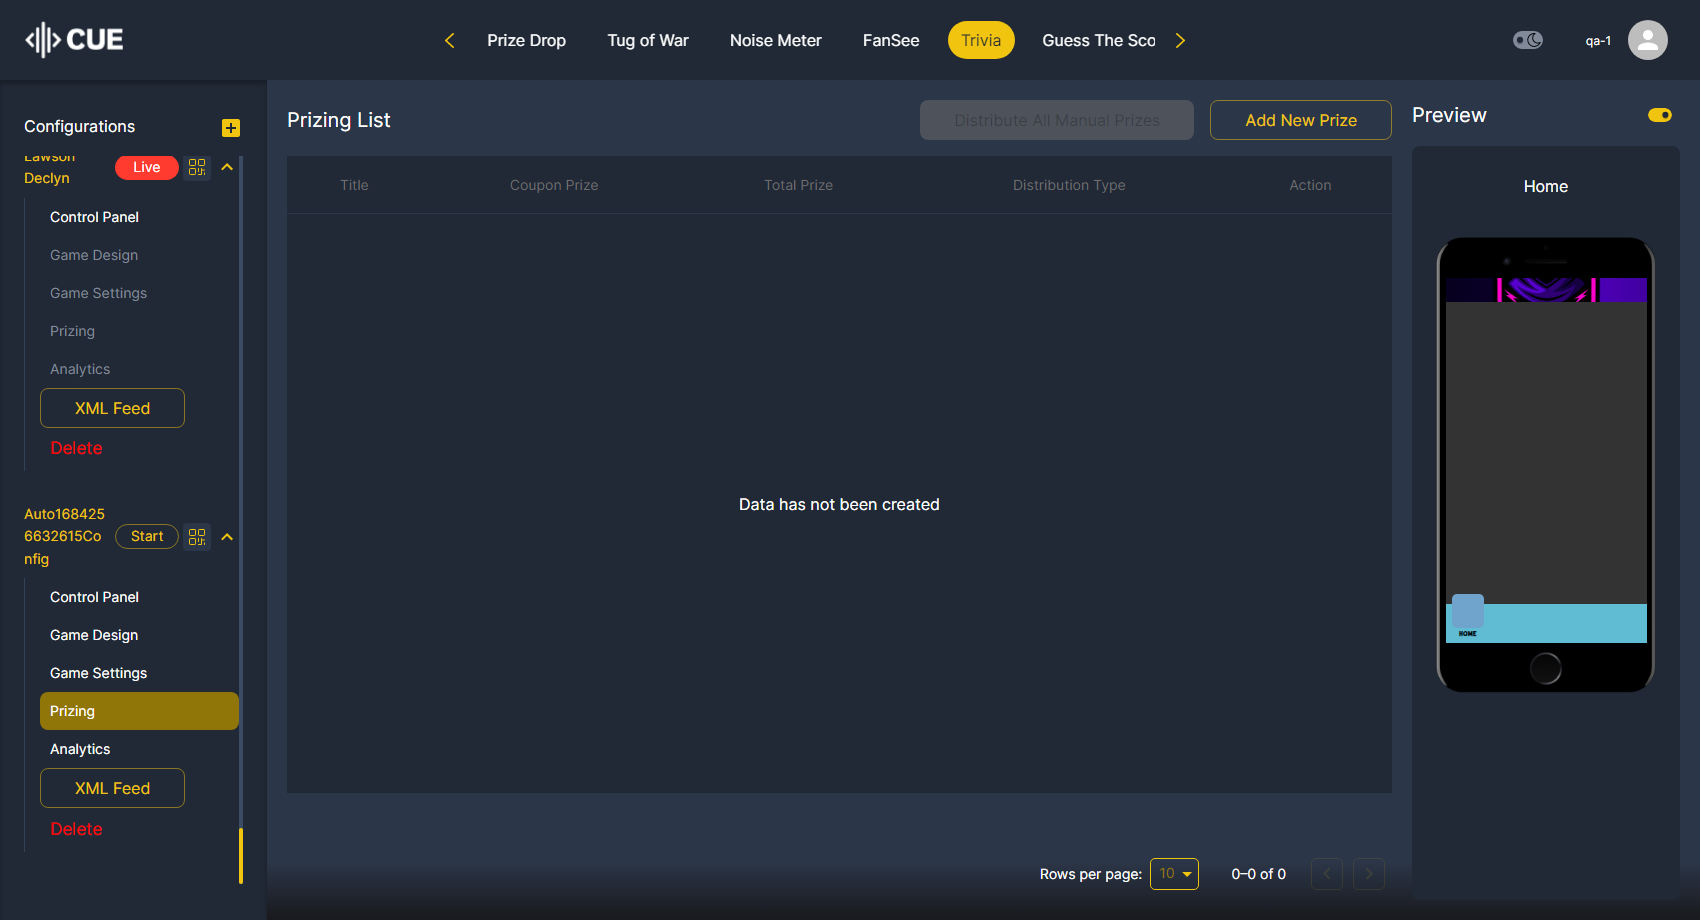 CUE
Prize Drop
Tug of War
Noise Meter
FanSee
Trivia
Guess The Sco
qa-1
Configurations
Lawson
Declyn
Live
Control Panel
Game Design
Game Settings
Prizing
Analytics
XML Feed
Delete
Auto168425
6632615Co
nfig
Start
Control Panel
Game Design
Game Settings
Prizing
Analytics
XML Feed
Delete
Prizing List
Distribute All Manual Prizes
Add New Prize
Title
Coupon Prize
Total Prize
Distribution Type
Action
Data has not been created
Rows per page:
10
0–0 of 0
Preview
Home
HOME